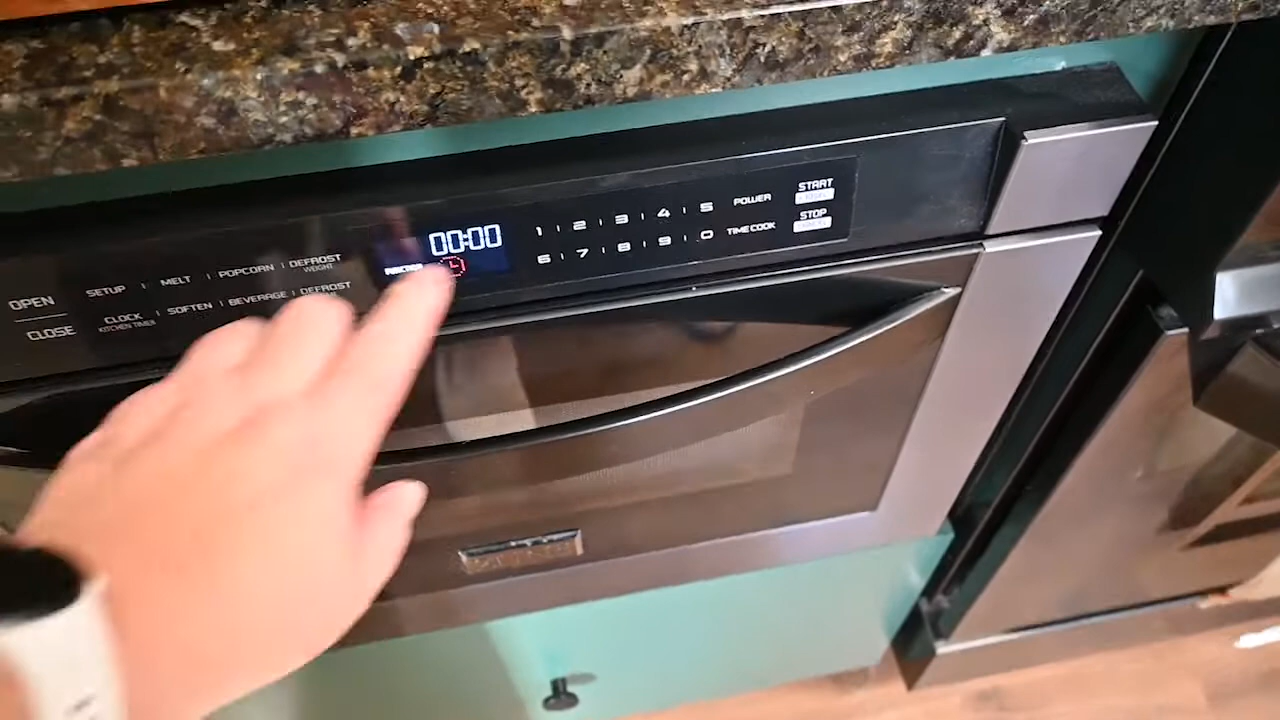 OPEN
CLOSE
SETUP MELT POPCORN DEFROST
WEIGHT
CLOCK SOFTEN BEVERAGE DEFROST
KITCHEN TIMER
00:00
FUNCTION
1 2 3 4 5 POWER
6 7 8 9 0 TIME COOK
START
STOP